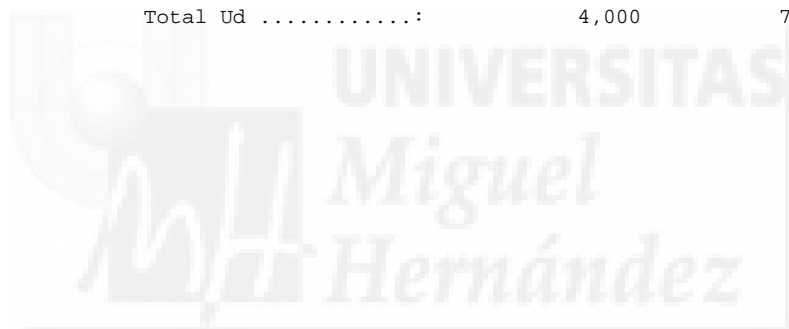 Total Ud ............: 4,000 7
UNIVERSITAS
Miguel
Hernández